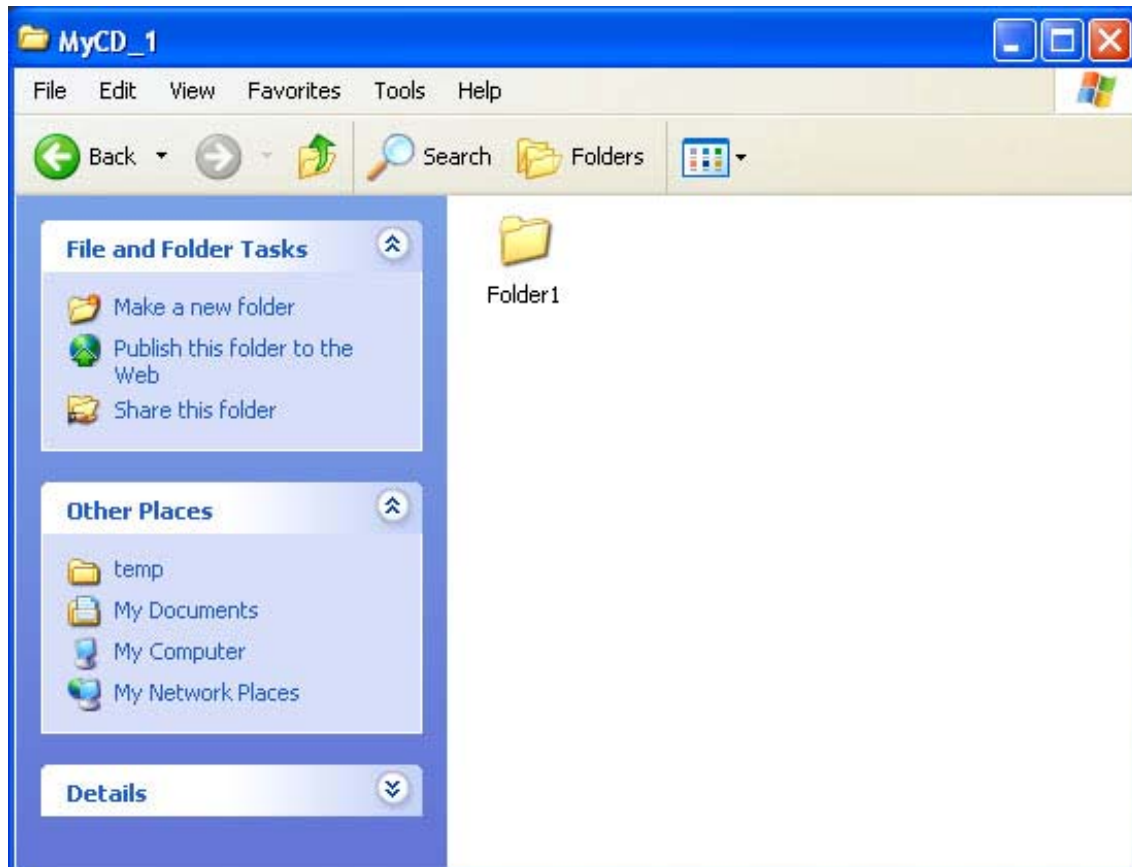 MyCD_1
File Edit View Favorites Tools Help
Back Search Folders
File and Folder Tasks
Make a new folder
Publish this folder to the
Web
Share this folder
Other Places
temp
My Documents
My Computer
My Network Places
Details
Folder1